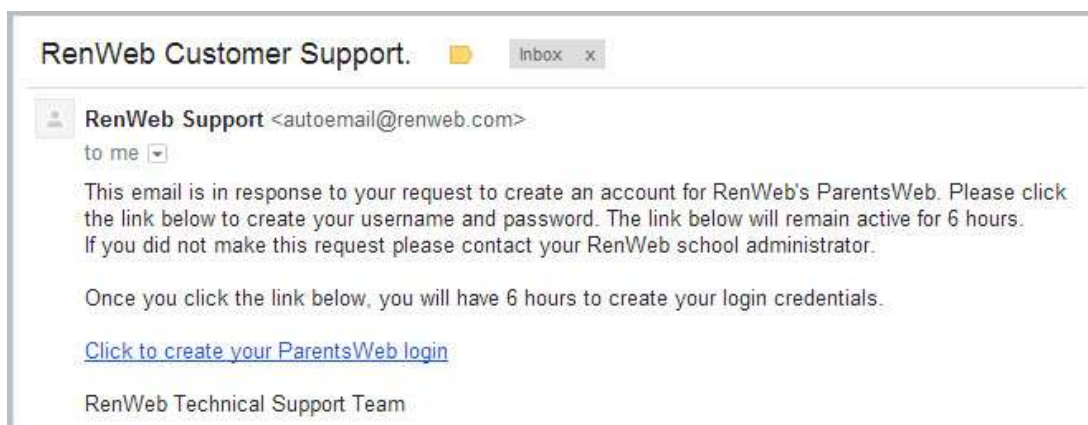 RenWeb Customer Support.
Inbox x
RenWeb Support <autoemail@renweb.com>
to me
This email is in response to your request to create an account for RenWeb's ParentsWeb. Please click
the link below to create your username and password. The link below will remain active for 6 hours.
If you did not make this request please contact your RenWeb school administrator.
Once you click the link below, you will have 6 hours to create your login credentials.
Click to create your ParentsWeb login
RenWeb Technical Support Team